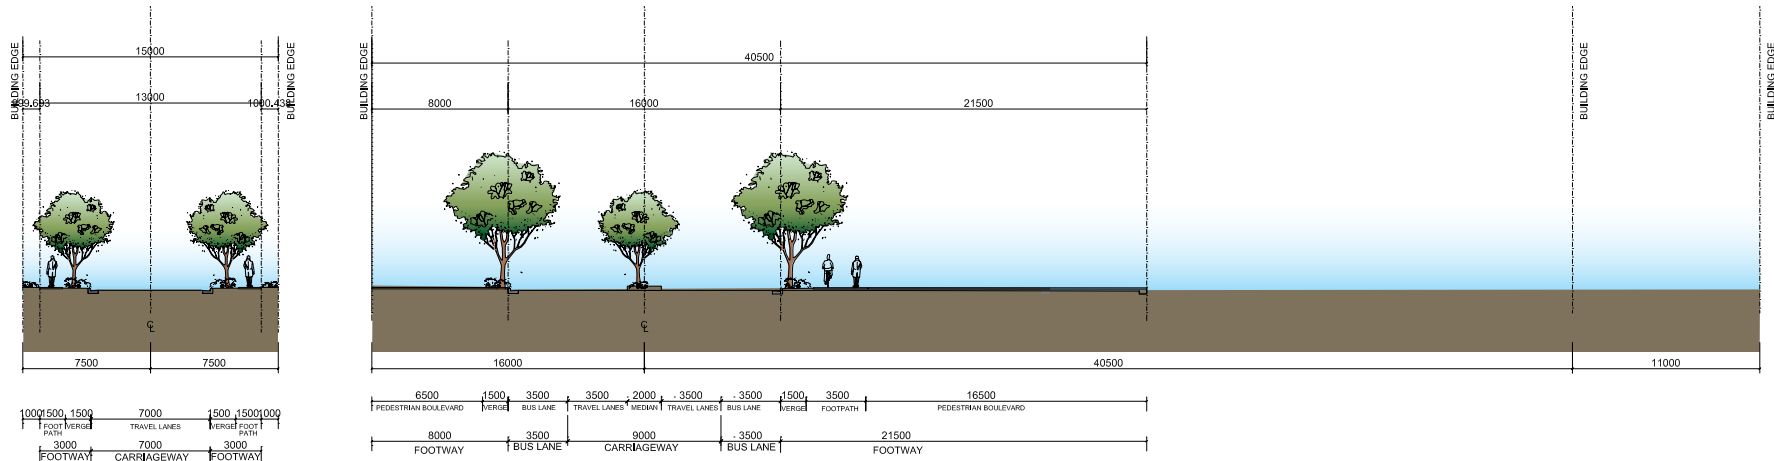 BUILDING EDGE
15000
13000
1000.438
BUILDING EDGE
7500 7500
1000 1500 1500 7000 1500 1500 1000
FOOT PATH VERGE TRAVEL LANES VERGE FOOT PATH
3000 7000 3000
FOOTWAY CARRIAGEWAY FOOTWAY
BUILDING EDGE
40500
8000 16000 21500
BUILDING EDGE
BUILDING EDGE
16000 40500 11000
6500 1500 3500 3500 2000 3500 3500 1500 3500 16500
PEDESTRIAN BOULEVARD VERGE BUS LANE TRAVEL LANES MEDIAN TRAVEL LANES BUS LANE VERGE FOOTPATH PEDESTRIAN BOULEVARD
8000 3500 9000 3500 21500
FOOTWAY BUS LANE CARRIAGEWAY BUS LANE FOOTWAY